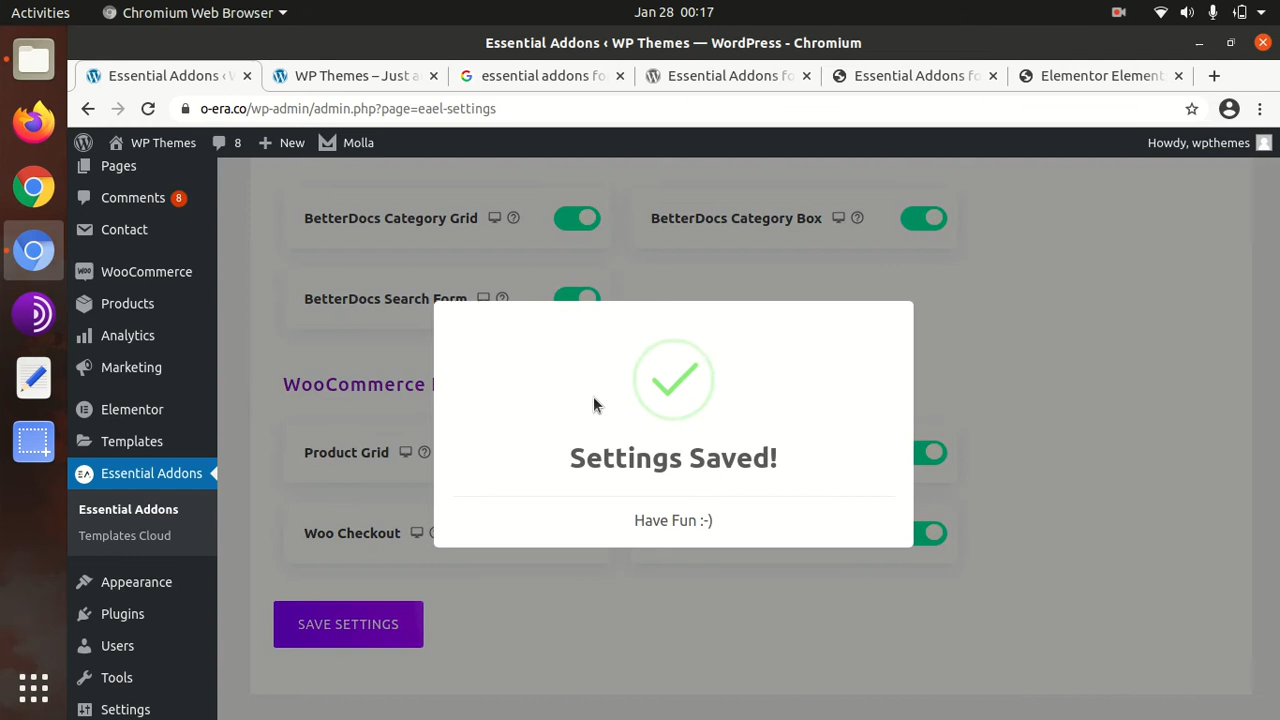 Activities
Chromium Web Browser
Jan 28 00:17
Essential Addons ‹ WP Themes — WordPress - Chromium
Essential Addons ‹ W
WP Themes – Just a
essential addons fo
Essential Addons fo
Essential Addons fo
Elementor Element
o-era.co/wp-admin/admin.php?page=eael-settings
WP Themes
8
New
Molla
Howdy, wpthemes
Pages
Comments 8
Contact
WooCommerce
Products
Analytics
Marketing
Elementor
Templates
Essential Addons
Essential Addons
Templates Cloud
Appearance
Plugins
Users
Tools
Settings
BetterDocs Category Grid
BetterDocs Category Box
BetterDocs Search Form
WooCommerce
Product Grid
Woo Checkout
Settings Saved!
Have Fun :-)
SAVE SETTINGS